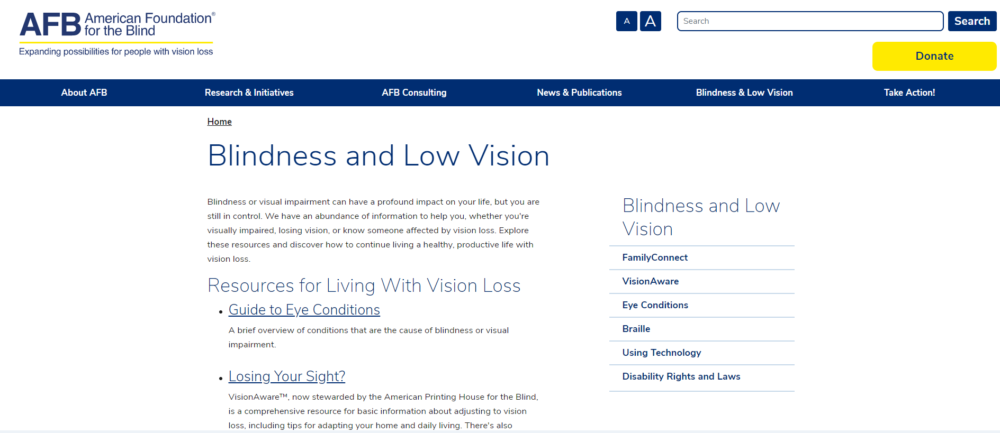 AFB American Foundation®
for the Blind
Expanding possibilities for people with vision loss
A A Search Search
Donate
About AFB Research & Initiatives AFB Consulting News & Publications Blindness & Low Vision Take Action!
Home
Blindness and Low Vision
Blindness or visual impairment can have a profound impact on your life, but you are
still in control. We have an abundance of information to help you, whether you're
visually impaired, losing vision, or know someone affected by vision loss. Explore
these resources and discover how to continue living a healthy, productive life with
vision loss.
Resources for Living With Vision Loss
• Guide to Eye Conditions
A brief overview of conditions that are the cause of blindness or visual
impairment.
• Losing Your Sight?
VisionAware™, now stewarded by the American Printing House for the Blind,
is a comprehensive resource for basic information about adjusting to vision
loss, including tips for adapting your home and daily living. There's also
Blindness and Low
Vision
FamilyConnect
VisionAware
Eye Conditions
Braille
Using Technology
Disability Rights and Laws